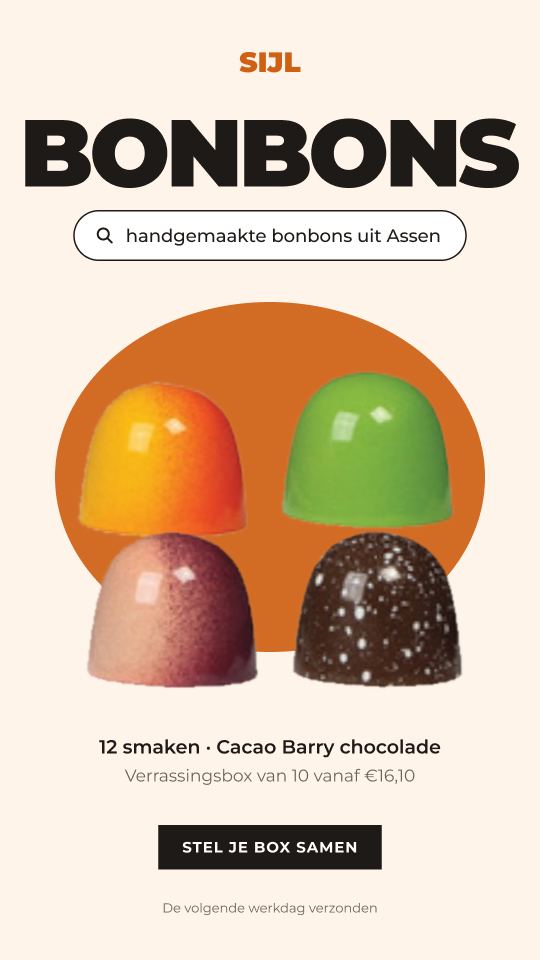 SIJL
BONBONS
handgemaakte bonbons uit Assen
12 smaken · Cacao Barry chocolade
Verrassingsbox van 10 vanaf €16,10
STEL JE BOX SAMEN
De volgende werkdag verzonden